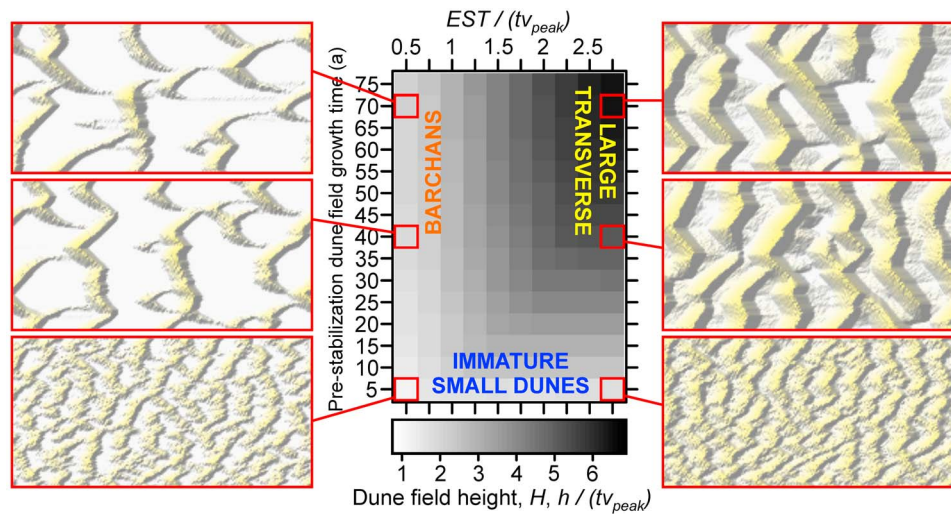 EST / (tv_peak)
0.5 1 1.5 2 2.5
Pre-stabilization dune field growth time (a)
75
70
65
60
55
50
45
40
35
30
25
20
15
10
5
BARCHANS
LARGE
TRANSVERSE
IMMATURE
SMALL DUNES
1 2 3 4 5 6
Dune field height, H, h / (tv_peak)